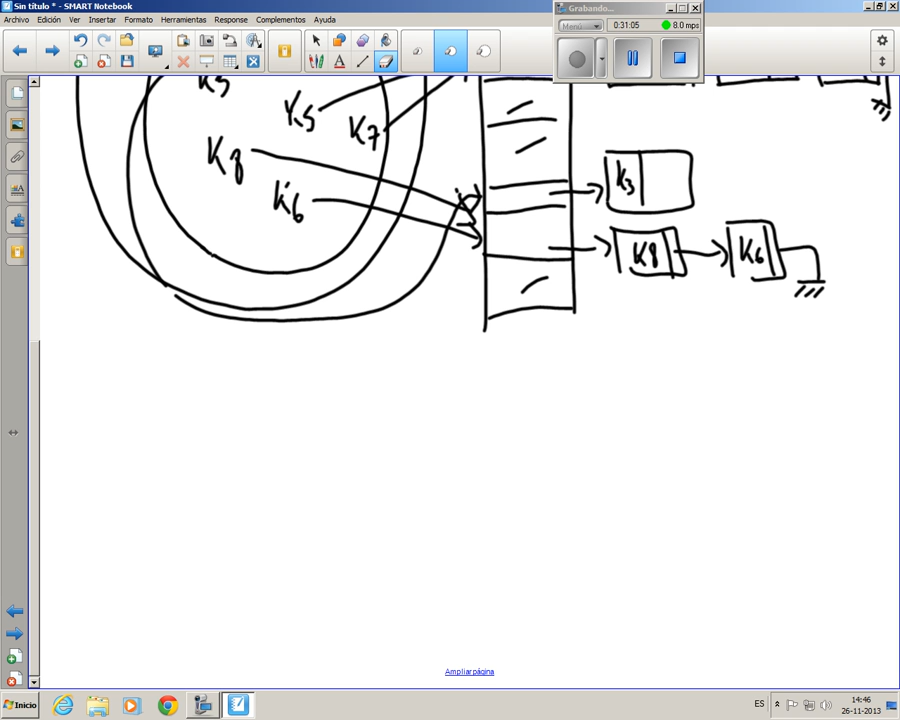 Sin título * - SMART Notebook
Grabando...
Archivo Edición Ver Insertar Formato Herramientas Response Complementos Ayuda
Menú 0:31:05 8.0 mps
K5
K5
K7
K8
K6
K3
K8 K6
Ampliar página
Inicio
ES
14:46
26-11-2013